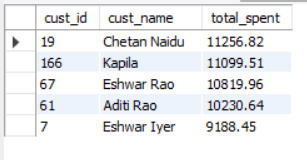 cust_id cust_name total_spent
19 Chetan Naidu 11256.82
166 Kapila 11099.51
67 Eshwar Rao 10819.96
61 Aditi Rao 10230.64
7 Eshwar Iyer 9188.45